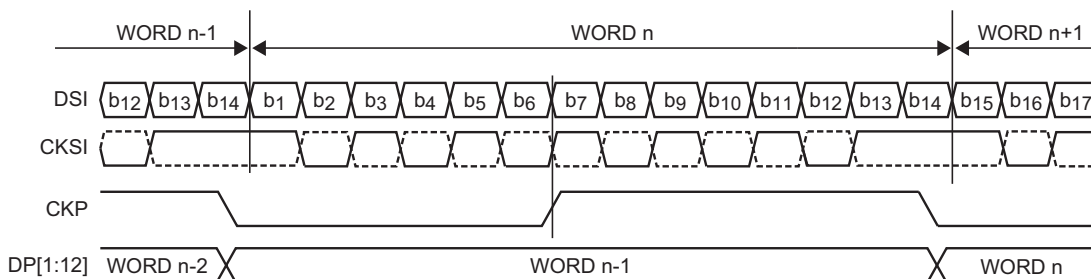 WORD n-1 WORD n WORD n+1
DSI b12 b13 b14 b1 b2 b3 b4 b5 b6 b7 b8 b9 b10 b11 b12 b13 b14 b15 b16 b17
CKSI
CKP
DP[1:12] WORD n-2 WORD n-1 WORD n